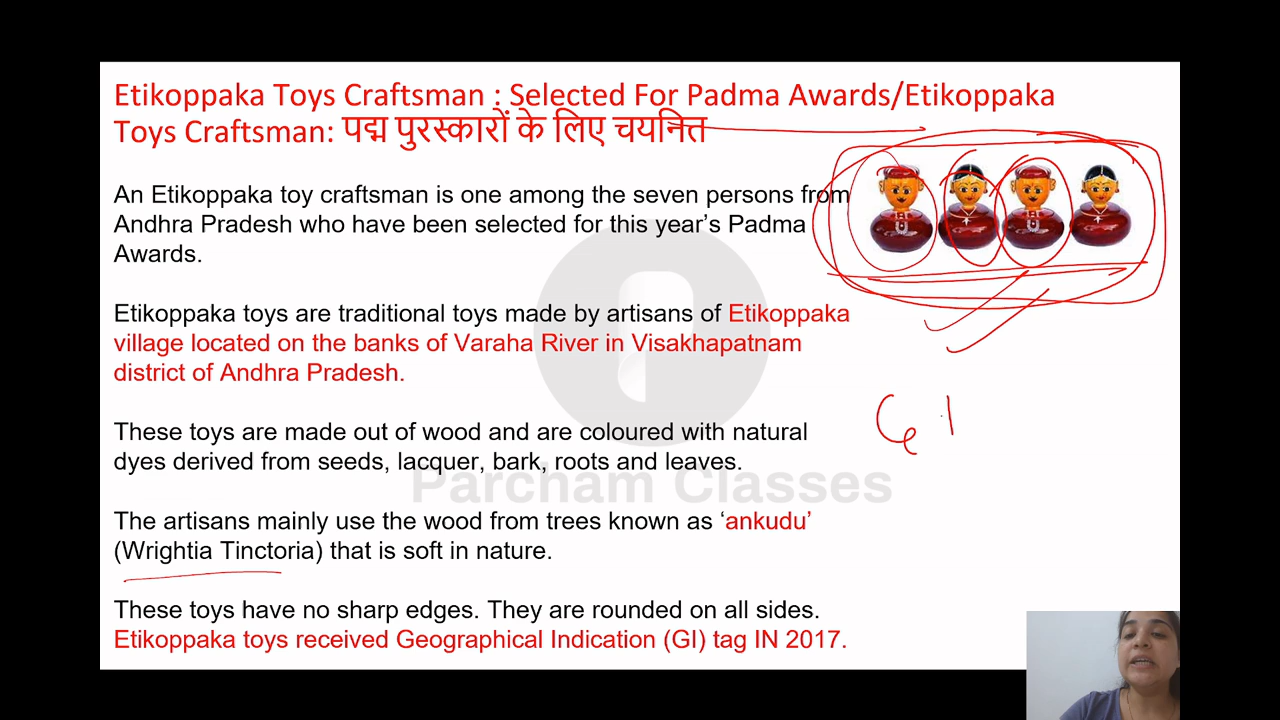 Etikoppaka Toys Craftsman : Selected For Padma Awards/Etikoppaka
Toys Craftsman: पद्म पुरस्कारों के लिए चयनित
An Etikoppaka toy craftsman is one among the seven persons from
Andhra Pradesh who have been selected for this year’s Padma
Awards.
Etikoppaka toys are traditional toys made by artisans of Etikoppaka
village located on the banks of Varaha River in Visakhapatnam
district of Andhra Pradesh.
GI
These toys are made out of wood and are coloured with natural
dyes derived from seeds, lacquer, bark, roots and leaves.
Parcham Classes
The artisans mainly use the wood from trees known as ‘ankudu’
(Wrightia Tinctoria) that is soft in nature.
These toys have no sharp edges. They are rounded on all sides.
Etikoppaka toys received Geographical Indication (GI) tag IN 2017.